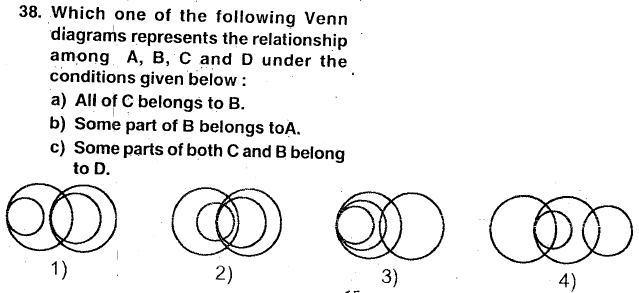 38. Which one of the following Venn
diagrams represents the relationship
among A, B, C and D under the
conditions given below :
a) All of C belongs to B.
b) Some part of B belongs toA.
c) Some parts of both C and B belong
to D.
1) 2) 3) 4)